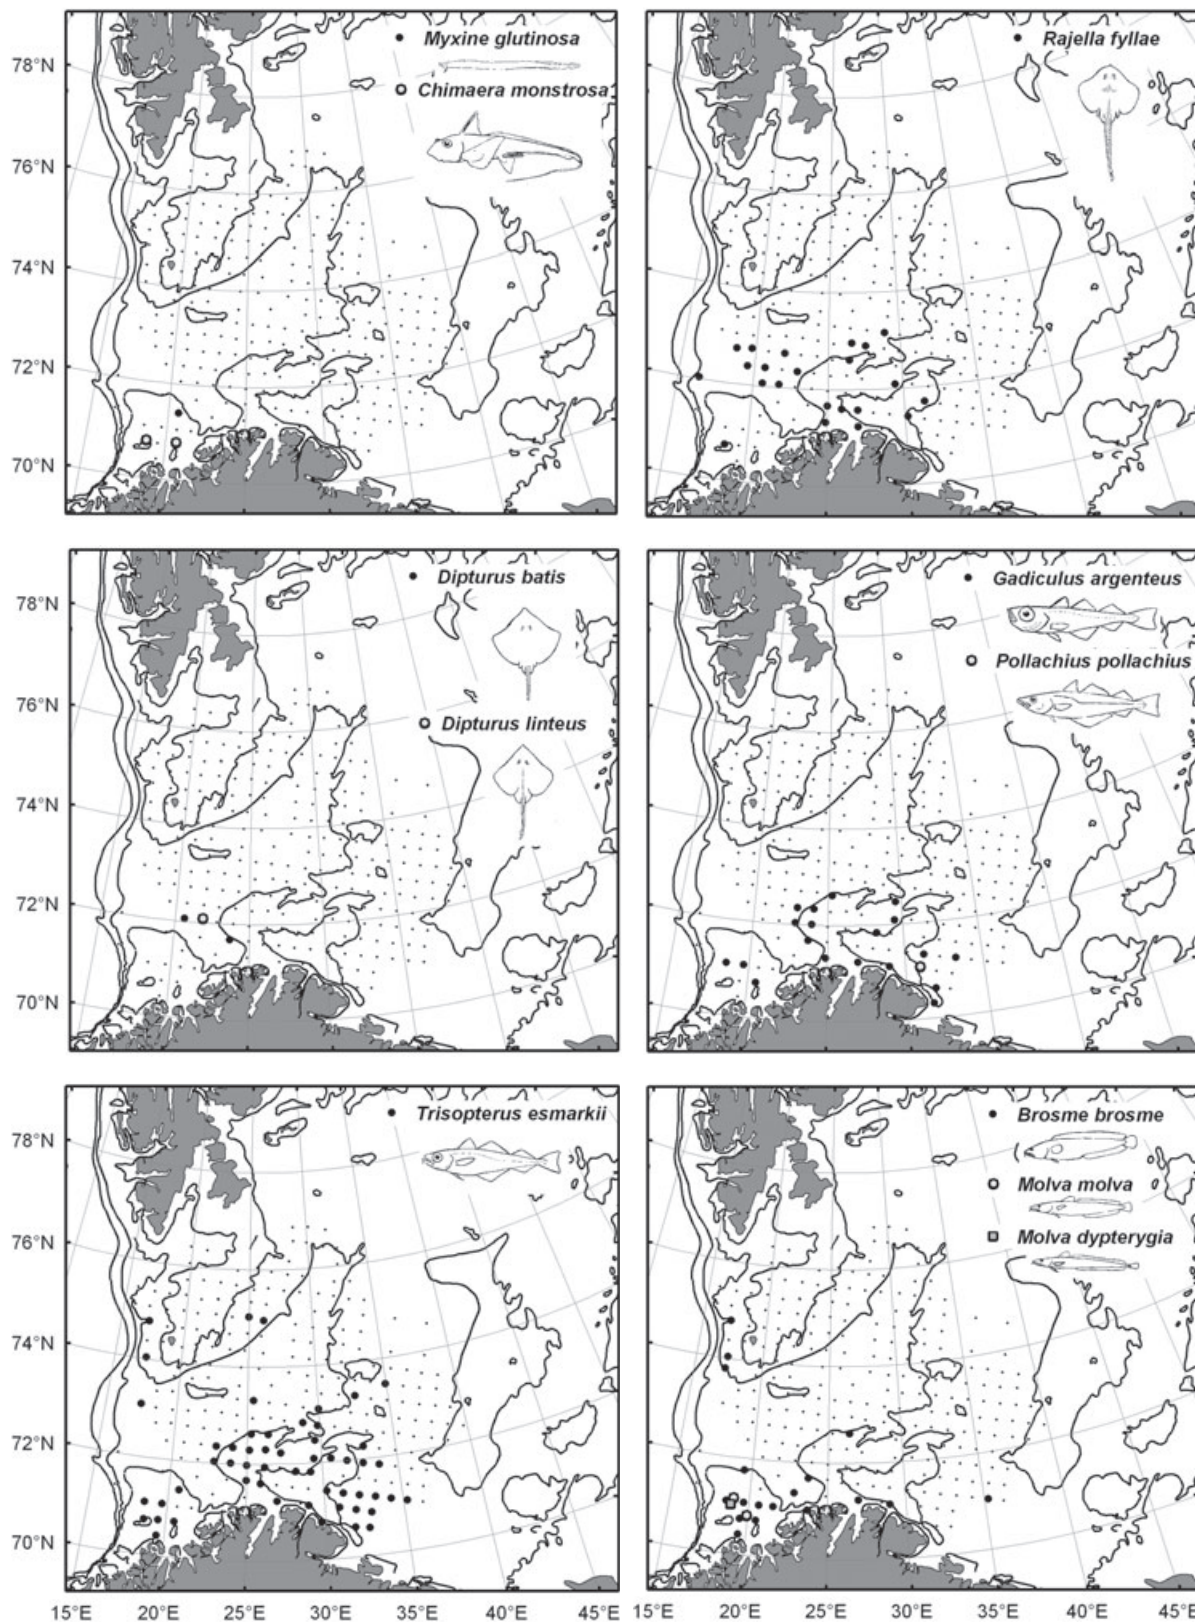 Myxine glutinosa
Chimaera monstrosa
78°N
76°N
74°N
72°N
70°N
Rajella fyllae
Dipturus batis
Dipturus linteus
78°N
76°N
74°N
72°N
70°N
Gadiculus argenteus
Pollachius pollachius
Trisopterus esmarkii
78°N
76°N
74°N
72°N
70°N
15°E 20°E 25°E 30°E 35°E 40°E 45°E
Brosme brosme
Molva molva
Molva dypterygia
15°E 20°E 25°E 30°E 35°E 40°E 45°E